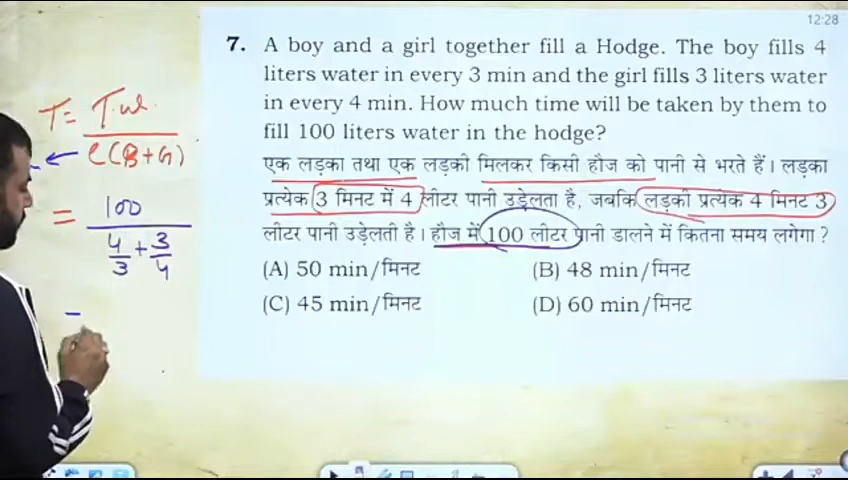 12:28
7. A boy and a girl together fill a Hodge. The boy fills 4
liters water in every 3 min and the girl fills 3 liters water
in every 4 min. How much time will be taken by them to
fill 100 liters water in the hodge?
एक लड़का तथा एक लड़की मिलकर किसी हौज को पानी से भरते हैं। लड़का
प्रत्येक 3 मिनट में 4 लीटर पानी उड़ेलता है, जबकि लड़की प्रत्येक 4 मिनट 3
लीटर पानी उड़ेलती है। हौज में 100 लीटर पानी डालने में कितना समय लगेगा ?
(A) 50 min/मिनट (B) 48 min/मिनट
(C) 45 min/मिनट (D) 60 min/मिनट
T = T.W.
(B+G)
= 100
4/3 + 3/4
=